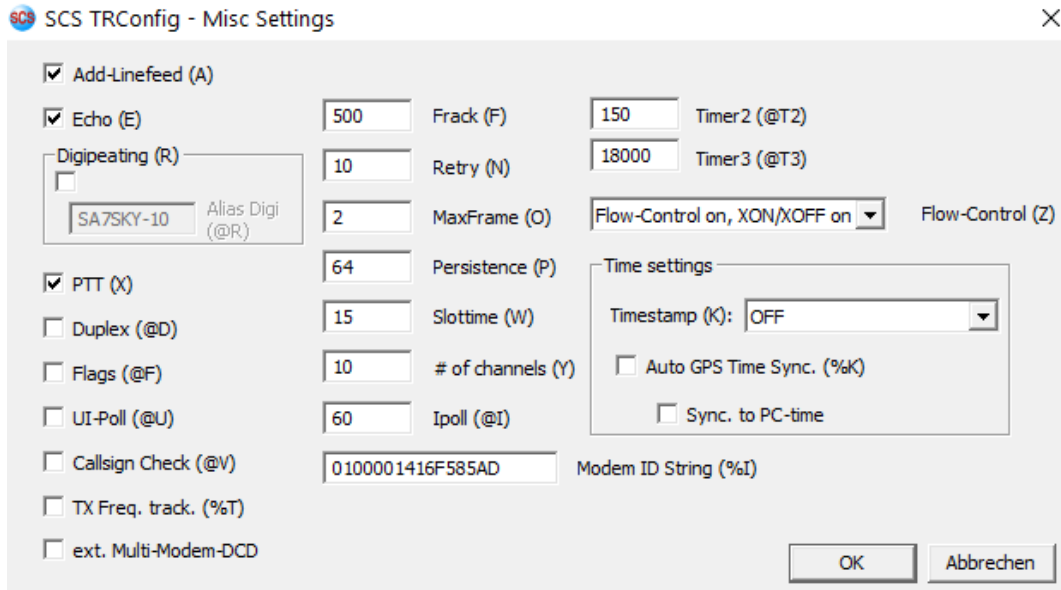 SCS SCS TRConfig - Misc Settings
Add-Linefeed (A)
Echo (E)
Digipeating (R)
SA7SKY-10 Alias Digi
(@R)
PTT (X)
Duplex (@D)
Flags (@F)
UI-Poll (@U)
Callsign Check (@V)
TX Freq. track. (%T)
ext. Multi-Modem-DCD
500 Frack (F)
10 Retry (N)
2 MaxFrame (O)
64 Persistence (P)
15 Slottime (W)
10 # of channels (Y)
60 Ipoll (@I)
0100001416F585AD Modem ID String (%I)
150 Timer2 (@T2)
18000 Timer3 (@T3)
Flow-Control on, XON/XOFF on Flow-Control (Z)
Time settings
Timestamp (K): OFF
Auto GPS Time Sync. (%K)
Sync. to PC-time
OK Abbrechen